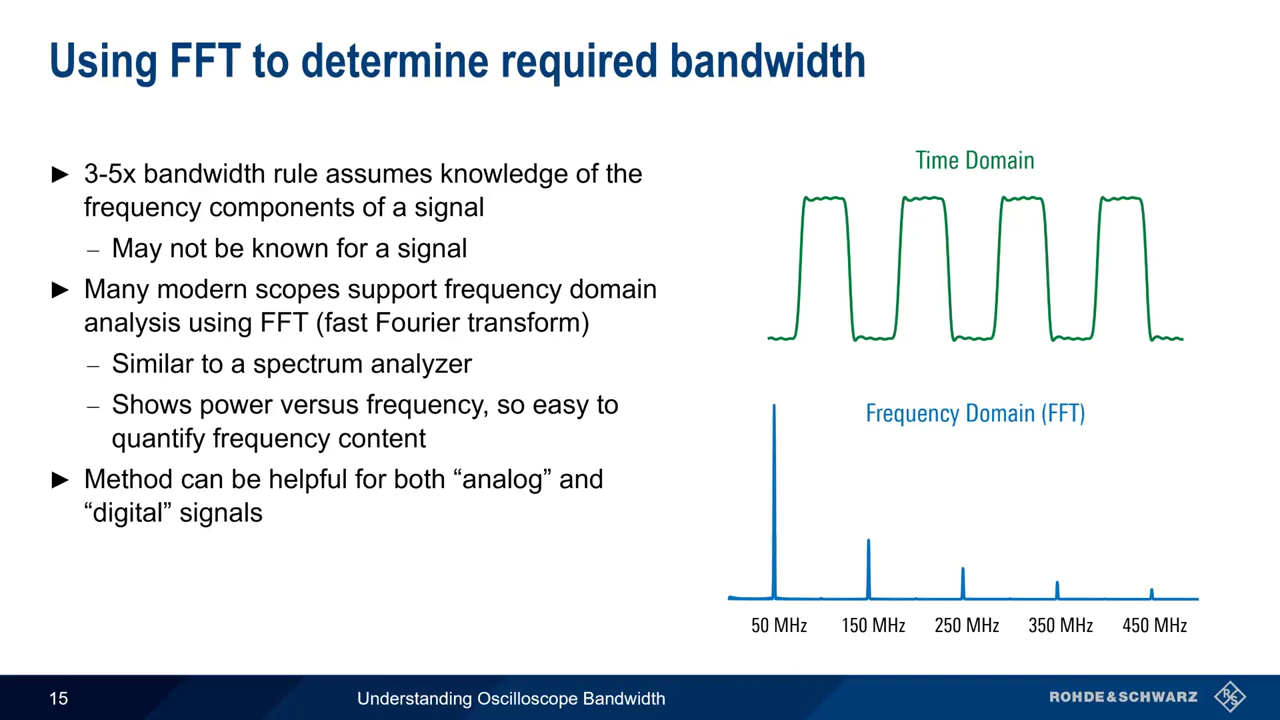 Using FFT to determine required bandwidth
► 3-5x bandwidth rule assumes knowledge of the
frequency components of a signal
– May not be known for a signal
► Many modern scopes support frequency domain
analysis using FFT (fast Fourier transform)
– Similar to a spectrum analyzer
– Shows power versus frequency, so easy to
quantify frequency content
► Method can be helpful for both “analog” and
“digital” signals
Time Domain
Frequency Domain (FFT)
50 MHz 150 MHz 250 MHz 350 MHz 450 MHz
15 Understanding Oscilloscope Bandwidth ROHDE & SCHWARZ R S